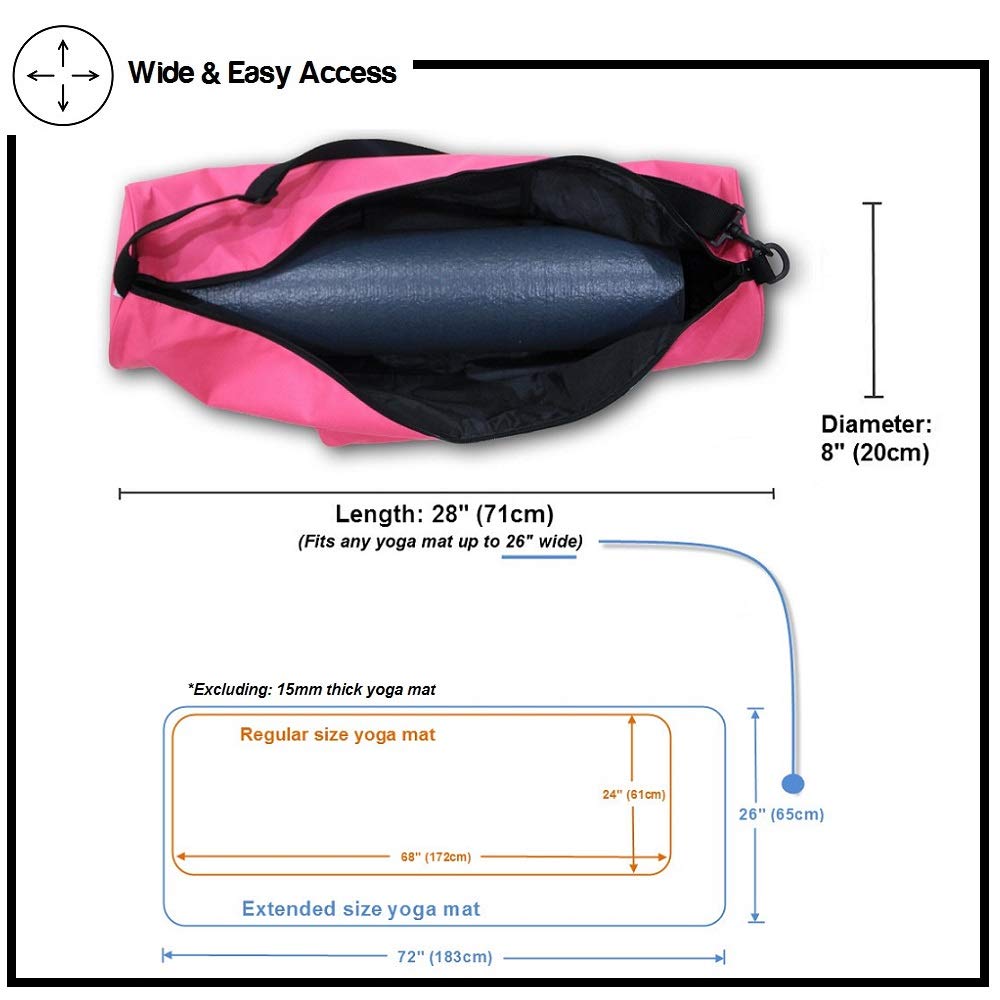 Wide & Easy Access
Diameter:
8" (20cm)
Length: 28" (71cm)
(Fits any yoga mat up to 26" wide)
*Excluding: 15mm thick yoga mat
Regular size yoga mat
24" (61cm)
26" (65cm)
68" (172cm)
Extended size yoga mat
72" (183cm)